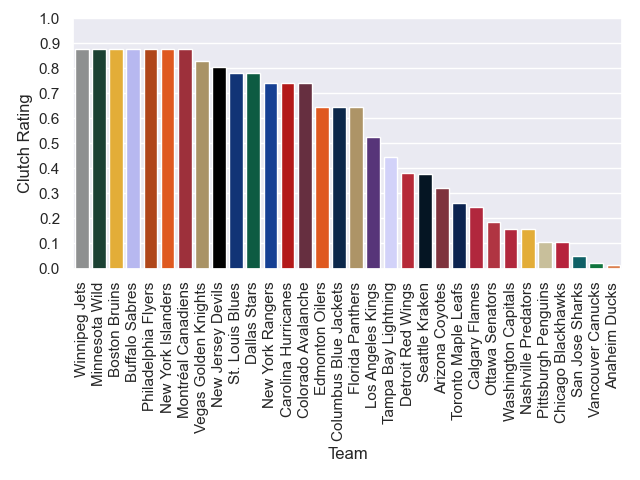 1.0
0.9
0.8
0.7
0.6
0.5
0.4
0.3
0.2
0.1
0.0
Clutch Rating
Winnipeg Jets
Minnesota Wild
Boston Bruins
Buffalo Sabres
Philadelphia Flyers
New York Islanders
Montréal Canadiens
Vegas Golden Knights
New Jersey Devils
St. Louis Blues
Dallas Stars
New York Rangers
Carolina Hurricanes
Colorado Avalanche
Edmonton Oilers
Columbus Blue Jackets
Florida Panthers
Los Angeles Kings
Tampa Bay Lightning
Detroit Red Wings
Seattle Kraken
Arizona Coyotes
Toronto Maple Leafs
Calgary Flames
Ottawa Senators
Washington Capitals
Nashville Predators
Pittsburgh Penguins
Chicago Blackhawks
San Jose Sharks
Vancouver Canucks
Anaheim Ducks
Team